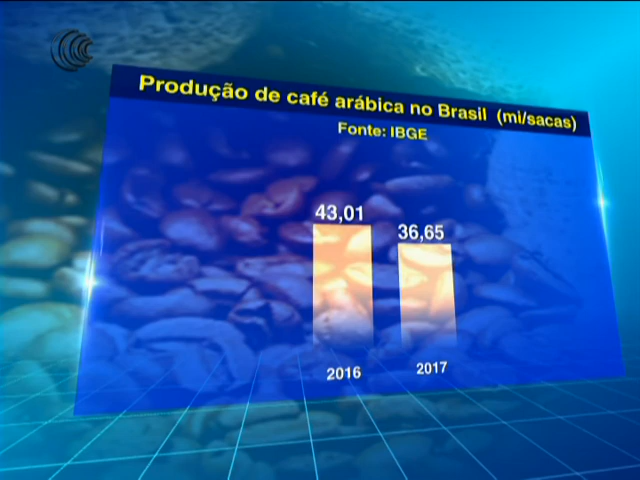 Produção de café arábica no Brasil (mi/sacas)
Fonte: IBGE
43,01
36,65
2016
2017